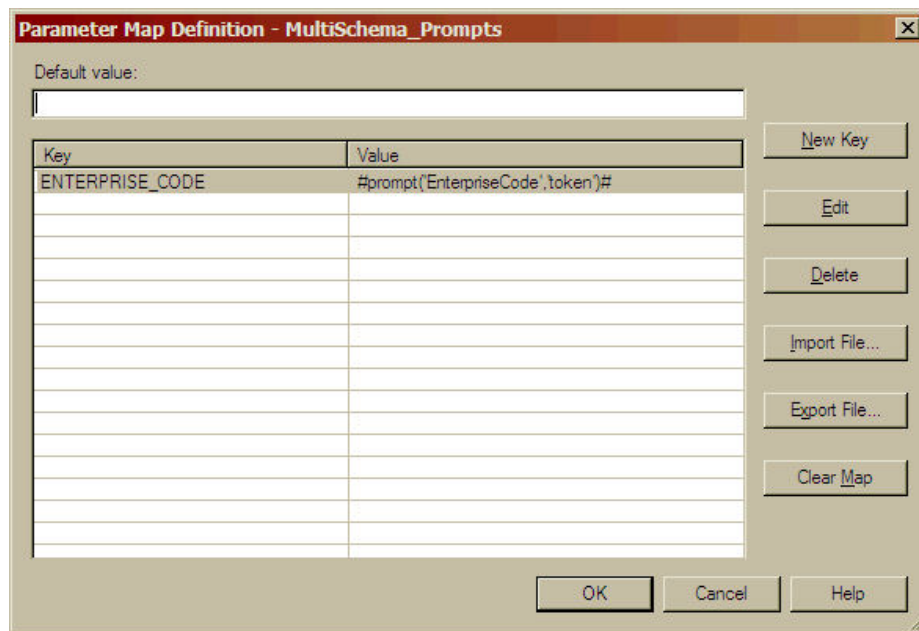 Parameter Map Definition - MultiSchema_Prompts
Default value:
New Key
Key Value
ENTERPRISE_CODE #prompt('EnterpriseCode','token')#
Edit
Delete
Import File...
Export File...
Clear Map
OK Cancel Help